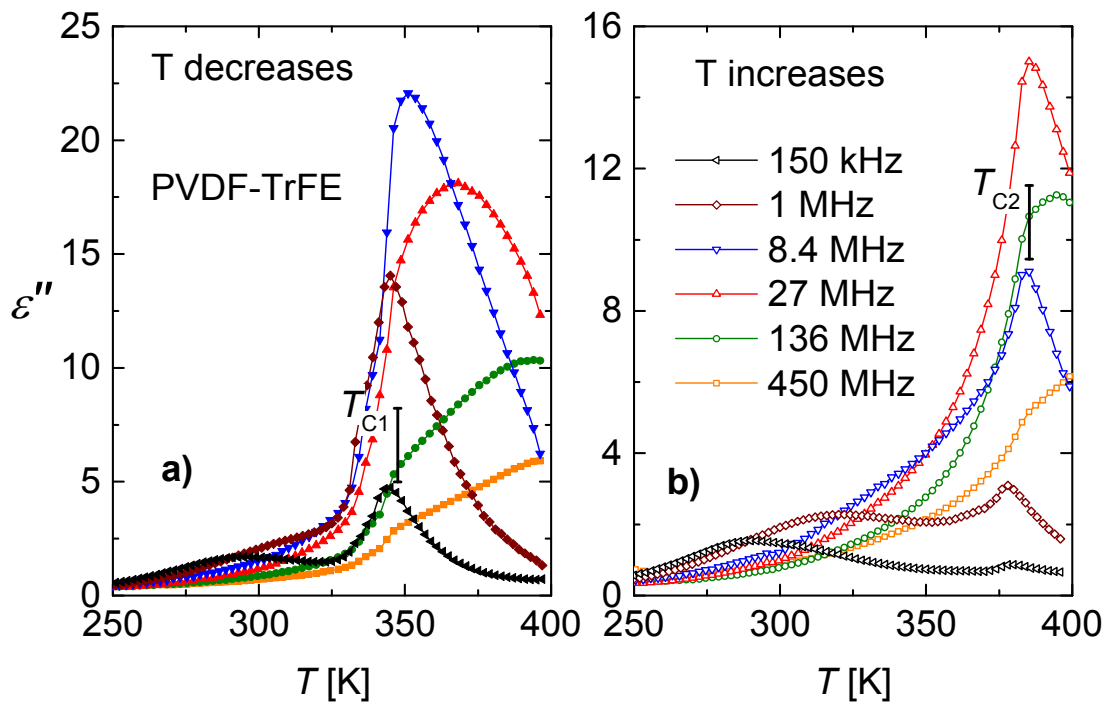 25
20
15
10
5
0
ε''
T decreases
PVDF-TrFE
T_C1
a)
250
300
350
400
T [K]
16
12
8
4
0
T increases
150 kHz
1 MHz
8.4 MHz
27 MHz
136 MHz
450 MHz
T_C2
b)
250
300
350
400
T [K]